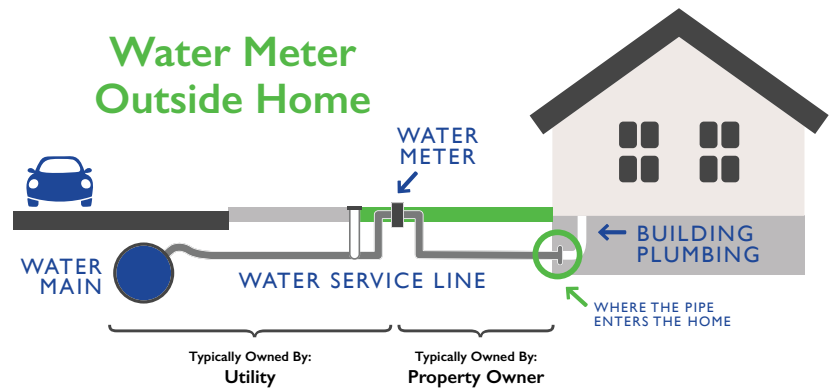 Water Meter
Outside Home
WATER
METER
WATER
MAIN
WATER SERVICE LINE
BUILDING
PLUMBING
WHERE THE PIPE
ENTERS THE HOME
Typically Owned By:
Utility
Typically Owned By:
Property Owner